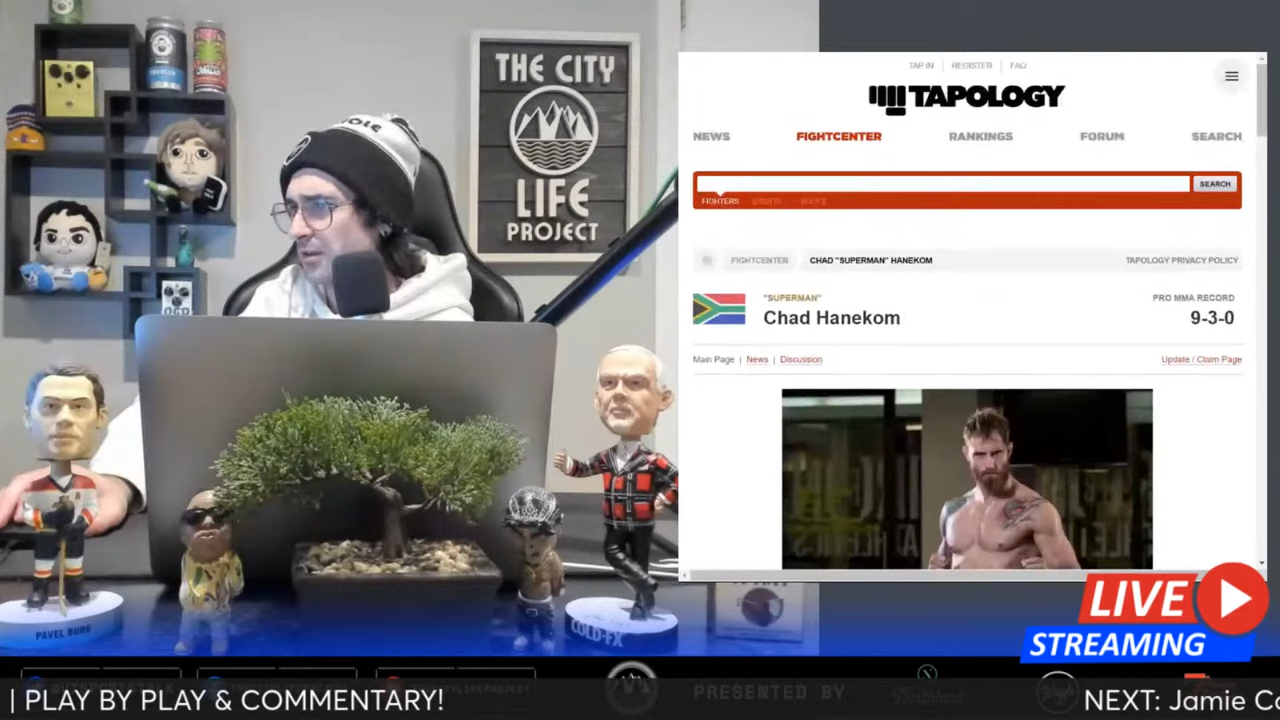 THE CITY
LIFE
PROJECT
TAP IN
REGISTER
FAQ
TAPOLOGY
NEWS
FIGHTCENTER
RANKINGS
FORUM
SEARCH
SEARCH
FIGHTERS
FIGHTCENTER
CHAD "SUPERMAN" HANEKOM
TAPOLOGY PRIVACY POLICY
"SUPERMAN"
PRO MMA RECORD
Chad Hanekom
9-3-0
Main Page | News | Discussion
Update / Claim Page
PAVEL BURE
COLD-FX
LIVE
STREAMING
PRESENTED BY
| PLAY BY PLAY & COMMENTARY!
NEXT: Jamie Co